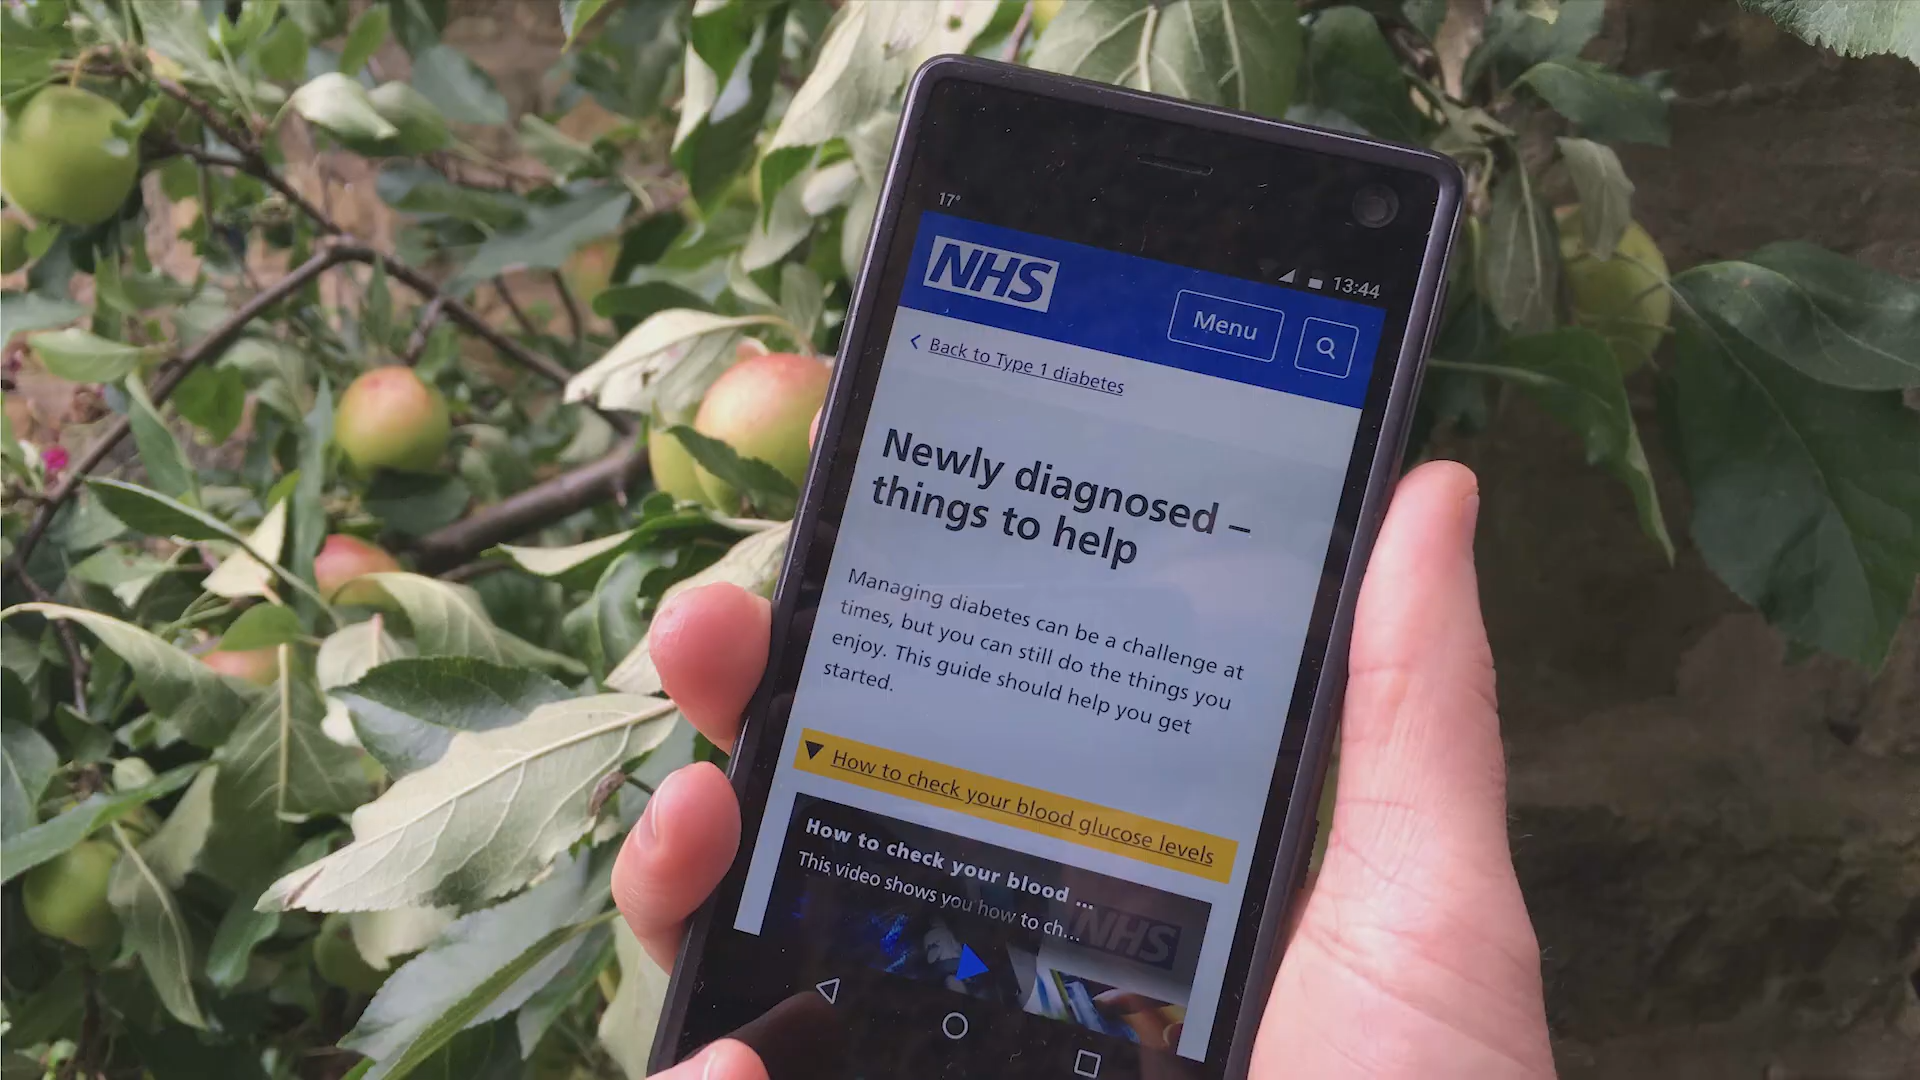 17°
13:44
NHS
Menu
Back to Type 1 diabetes
Newly diagnosed –
things to help
Managing diabetes can be a challenge at
times, but you can still do the things you
enjoy. This guide should help you get
started.
How to check your blood glucose levels
How to check your blood ...
This video shows you how to ch...
NHS